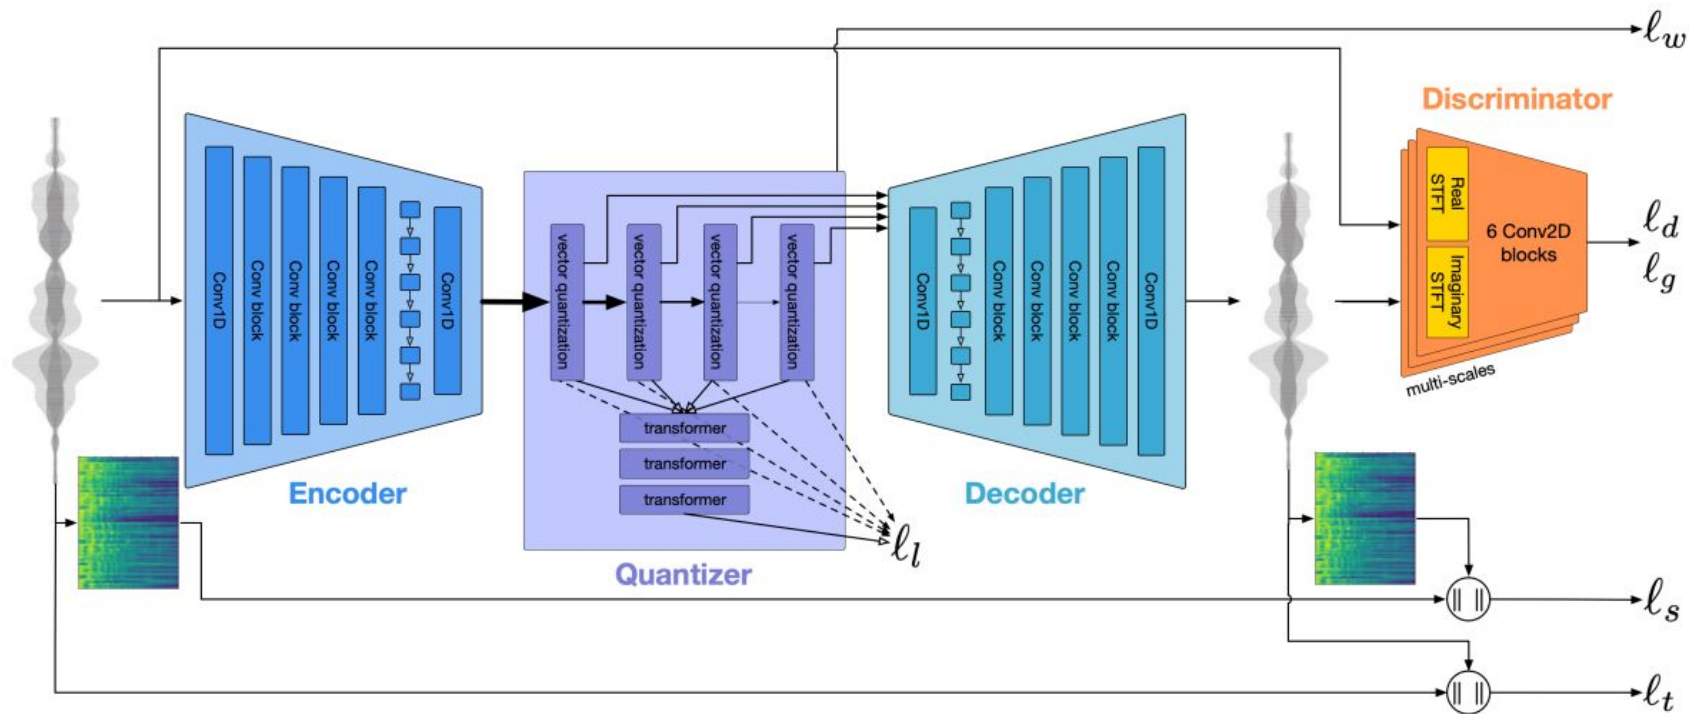 ℓw
Discriminator
Real
STFT
Imaginary
STFT
6 Conv2D
blocks
multi-scales
ℓd
ℓg
Conv1D
Conv block
Conv block
Conv block
Conv block
Conv1D
Encoder
vector quantization
vector quantization
vector quantization
vector quantization
transformer
transformer
transformer
Quantizer
ℓl
Conv1D
Conv block
Conv block
Conv block
Conv block
Conv1D
Decoder
|| ||
ℓs
|| ||
ℓt